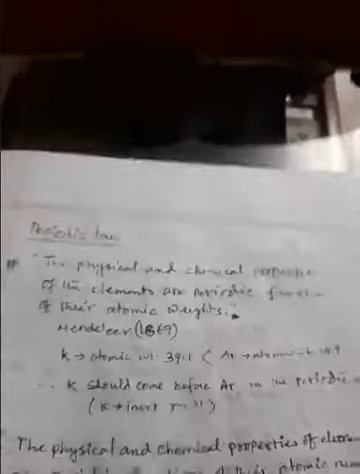 Periodic law
"The physical and chemical properties
of the elements are periodic function
of their atomic weights."
Mendeleev (1869)
K → atomic wt. 39.1 < Ar → atomic wt
∴ K should come before Ar in the periodic
(K → inert gas !!)
The physical and chemical properties of
of their atomic